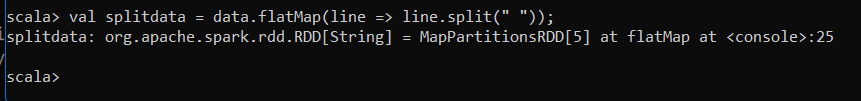 scala> val splitdata = data.flatMap(line => line.split(" "));
splitdata: org.apache.spark.rdd.RDD[String] = MapPartitionsRDD[5] at flatMap at <console>:25
scala>